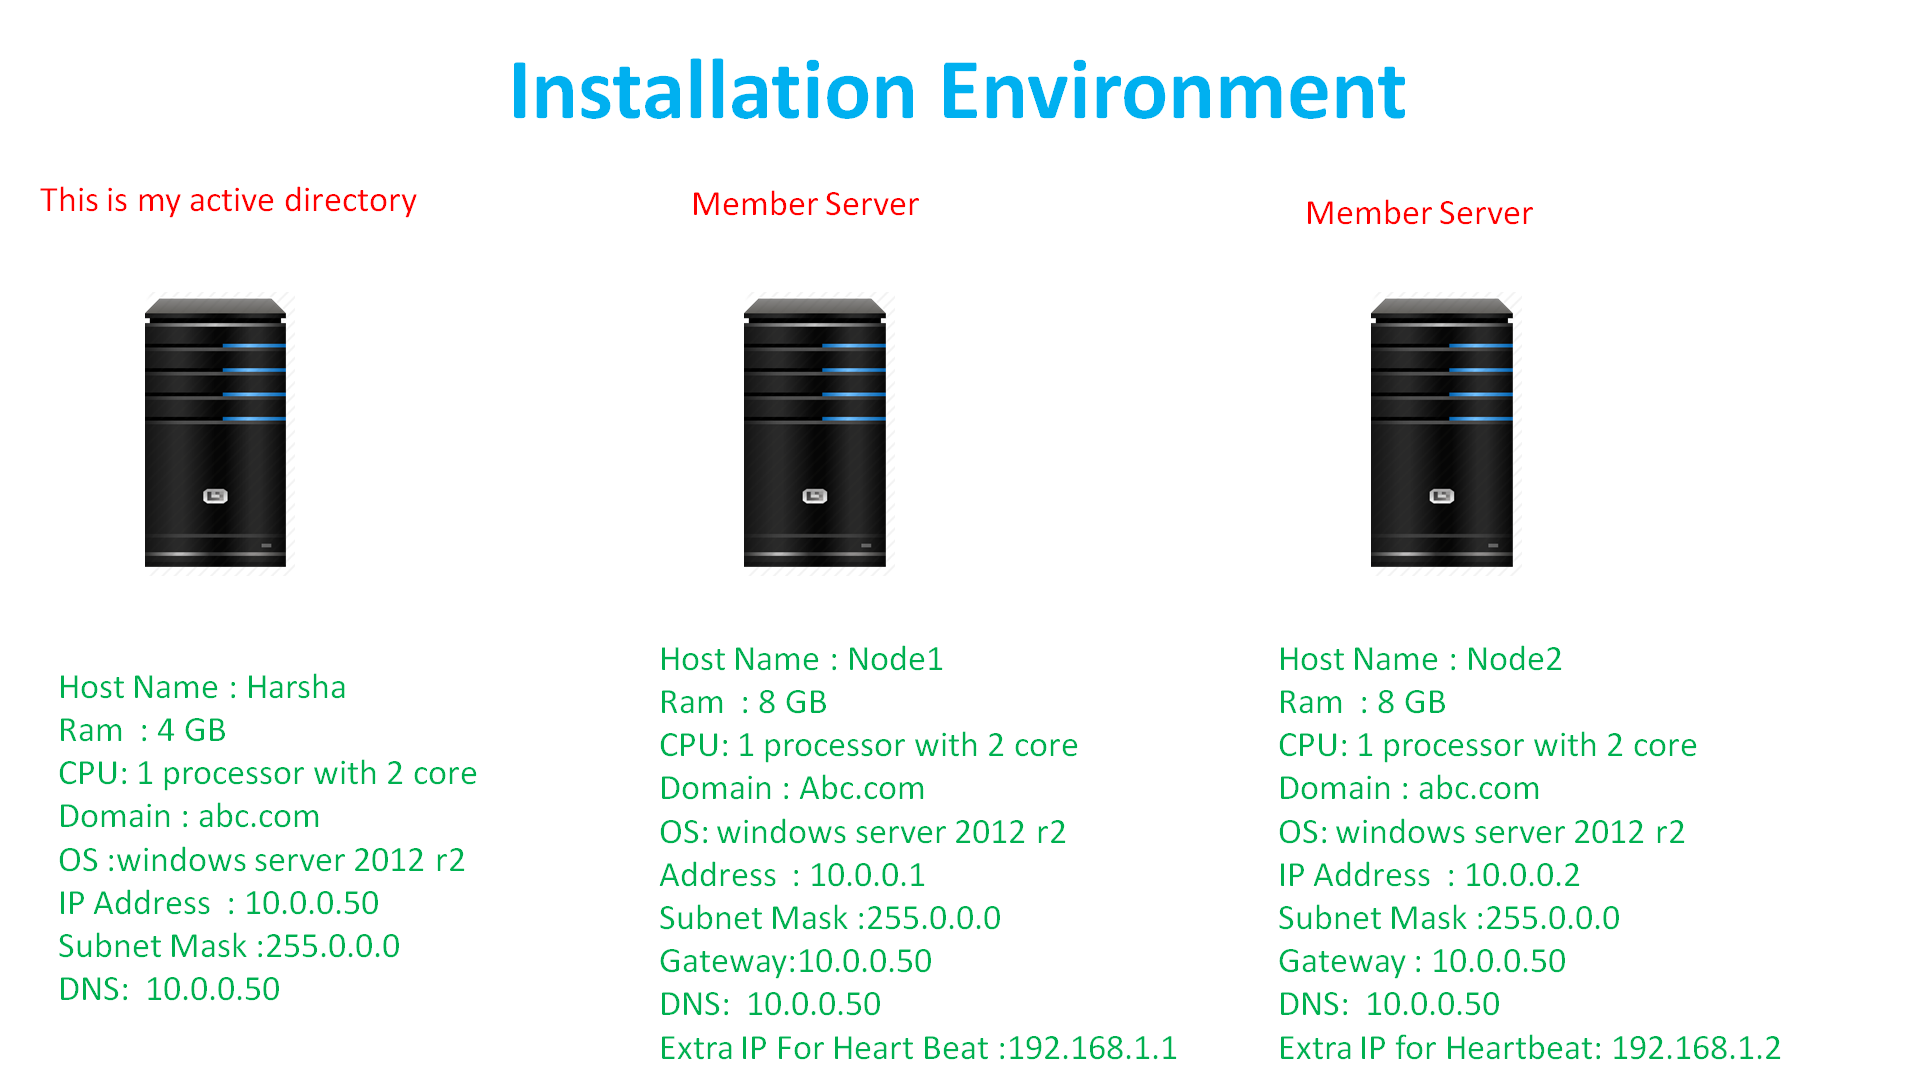 Installation Environment
This is my active directory
Member Server
Member Server
Host Name : Harsha
Ram  : 4 GB
CPU: 1 processor with 2 core
Domain : abc.com
OS :windows server 2012 r2
IP Address  : 10.0.0.50
Subnet Mask :255.0.0.0
DNS:  10.0.0.50
Host Name : Node1
Ram  : 8 GB
CPU: 1 processor with 2 core
Domain : Abc.com
OS: windows server 2012 r2
Address  : 10.0.0.1
Subnet Mask :255.0.0.0
Gateway:10.0.0.50
DNS:  10.0.0.50
Extra IP For Heart Beat :192.168.1.1
Host Name : Node2
Ram  : 8 GB
CPU: 1 processor with 2 core
Domain : abc.com
OS: windows server 2012 r2
IP Address  : 10.0.0.2
Subnet Mask :255.0.0.0
Gateway : 10.0.0.50
DNS:  10.0.0.50
Extra IP for Heartbeat: 192.168.1.2